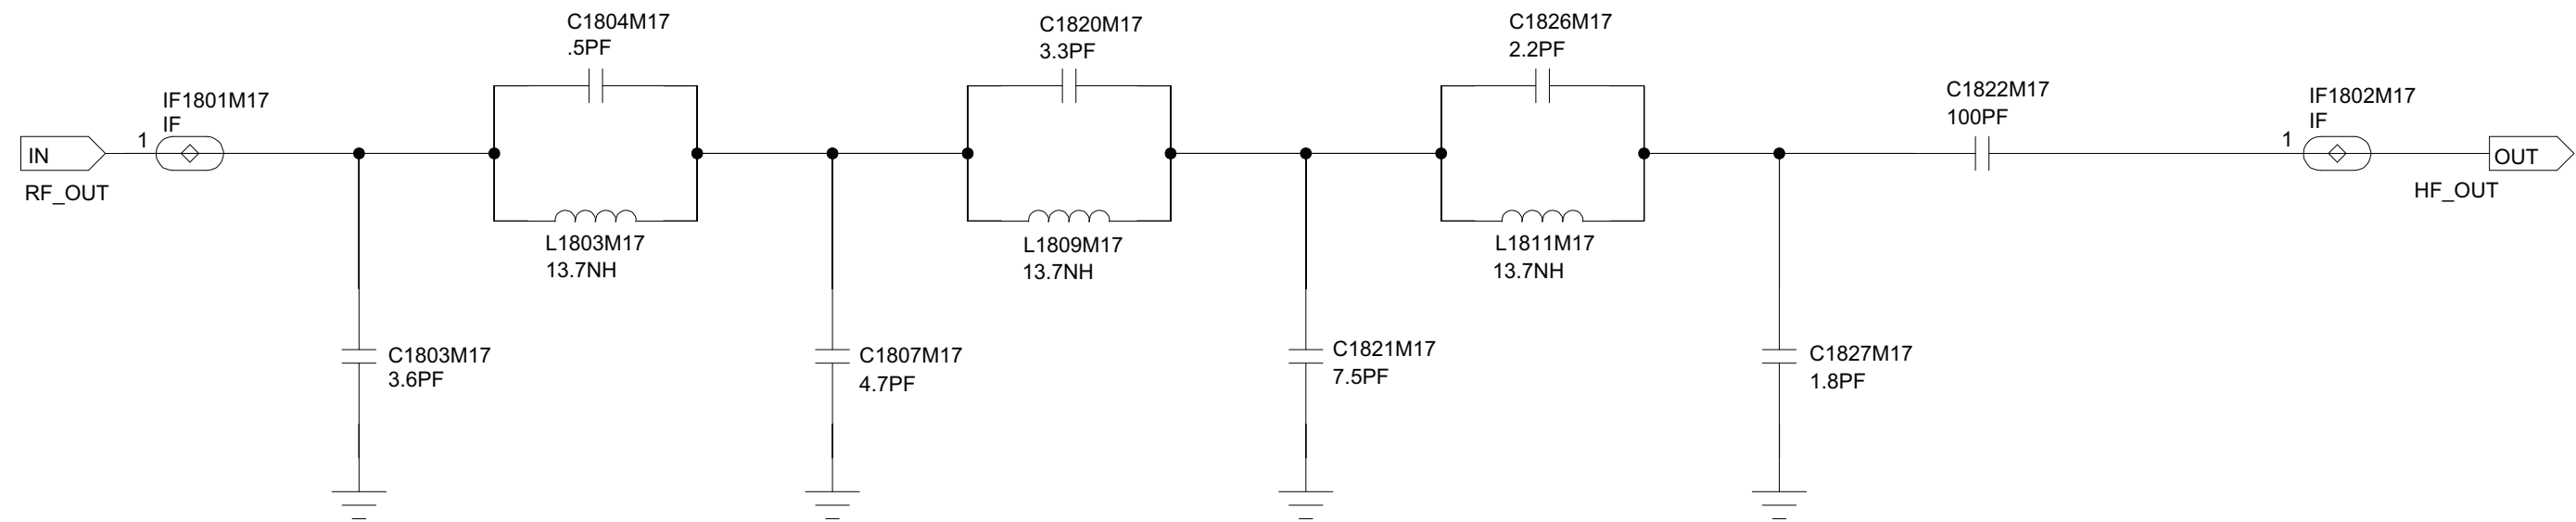 C1804M17
.5PF
C1820M17
3.3PF
C1826M17
2.2PF
C1822M17
100PF
IF1801M17
IF
IF1802M17
IF
IN
1
1
OUT
RF_OUT
HF_OUT
L1803M17
13.7NH
L1809M17
13.7NH
L1811M17
13.7NH
C1803M17
3.6PF
C1807M17
4.7PF
C1821M17
7.5PF
C1827M17
1.8PF